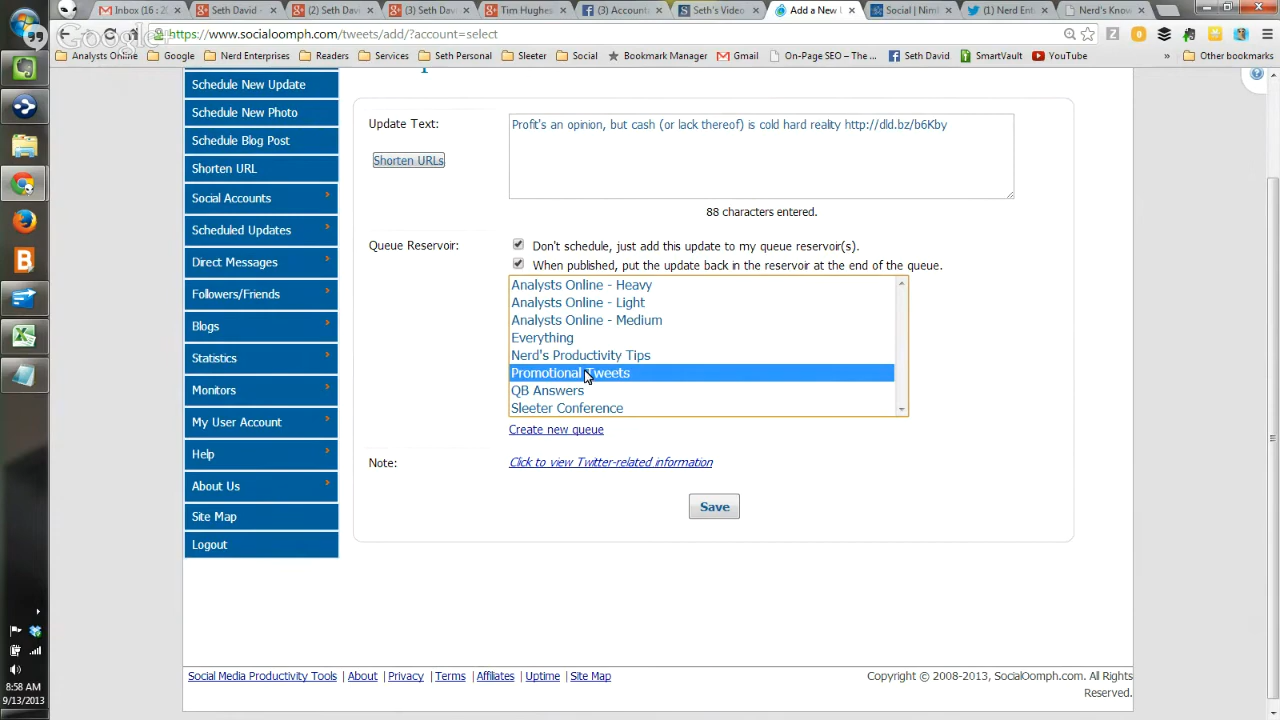 Inbox (16 : 2
Seth David -
(2) Seth Davi
(3) Seth Davi
Tim Hughes
(3) Accounta
Seth's Video
Add a New U
Social | Nimb
(1) Nerd Ent
Nerd's Know
Google+
https://www.socialoomph.com/tweets/add/?account=select
Analysts Online
Google
Nerd Enterprises
Readers
Services
Seth Personal
Sleeter
Social
Bookmark Manager
Gmail
On-Page SEO – The ...
Seth David
SmartVault
YouTube
»
Other bookmarks
Schedule New Update
Schedule New Photo
Schedule Blog Post
Shorten URL
Social Accounts
Scheduled Updates
Direct Messages
Followers/Friends
Blogs
Statistics
Monitors
My User Account
Help
About Us
Site Map
Logout
Update Text:
Profit's an opinion, but cash (or lack thereof) is cold hard reality http://dld.bz/b6Kby
Shorten URLs
88 characters entered.
Queue Reservoir:
Don't schedule, just add this update to my queue reservoir(s).
When published, put the update back in the reservoir at the end of the queue.
Analysts Online - Heavy
Analysts Online - Light
Analysts Online - Medium
Everything
Nerd's Productivity Tips
Promotional Tweets
QB Answers
Sleeter Conference
Create new queue
Note:
Click to view Twitter-related information
Save
Social Media Productivity Tools | About | Privacy | Terms | Affiliates | Uptime | Site Map
Copyright © 2008-2013, SocialOomph.com. All Rights
Reserved.
8:58 AM
9/13/2013